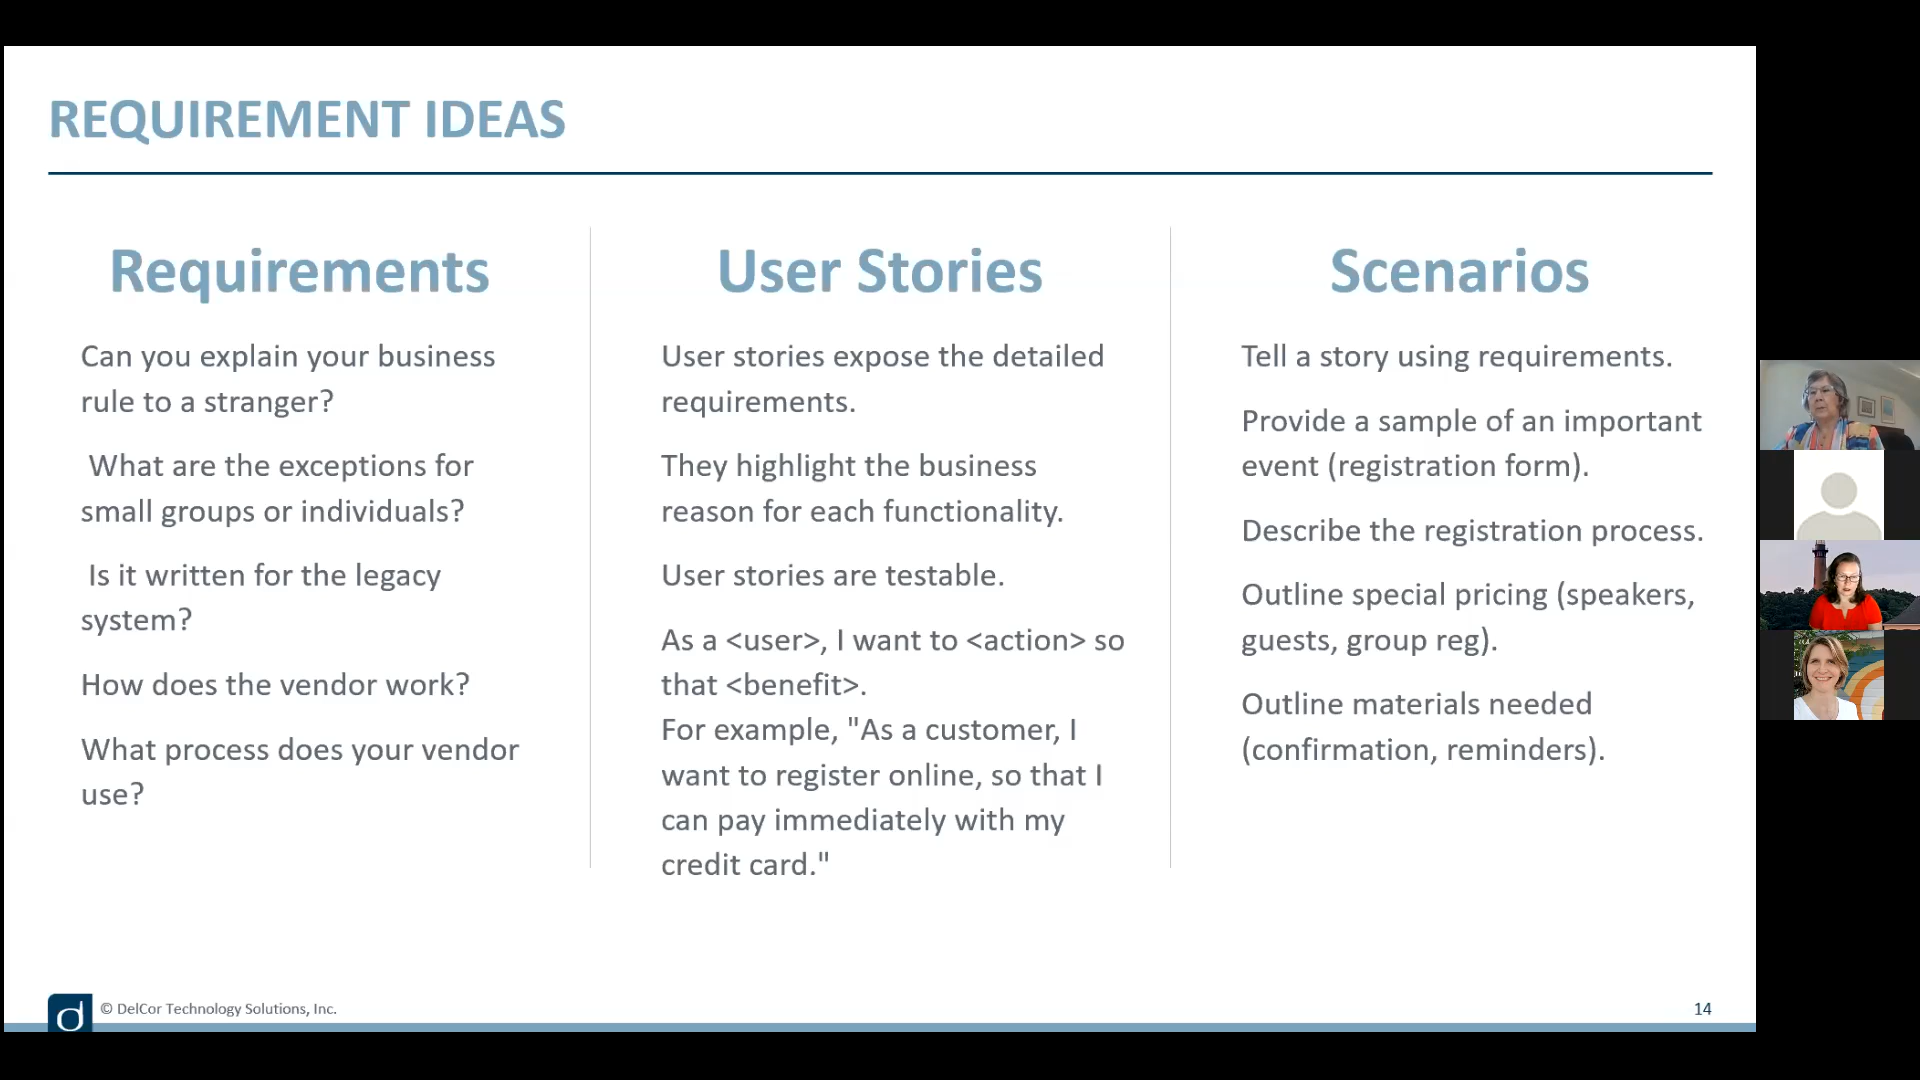 REQUIREMENT IDEAS
Requirements
Can you explain your business
rule to a stranger?
What are the exceptions for
small groups or individuals?
Is it written for the legacy
system?
How does the vendor work?
What process does your vendor
use?
User Stories
User stories expose the detailed
requirements.
They highlight the business
reason for each functionality.
User stories are testable.
As a <user>, I want to <action> so
that <benefit>.
For example, "As a customer, I
want to register online, so that I
can pay immediately with my
credit card."
Scenarios
Tell a story using requirements.
Provide a sample of an important
event (registration form).
Describe the registration process.
Outline special pricing (speakers,
guests, group reg).
Outline materials needed
(confirmation, reminders).
d
© DelCor Technology Solutions, Inc.
14